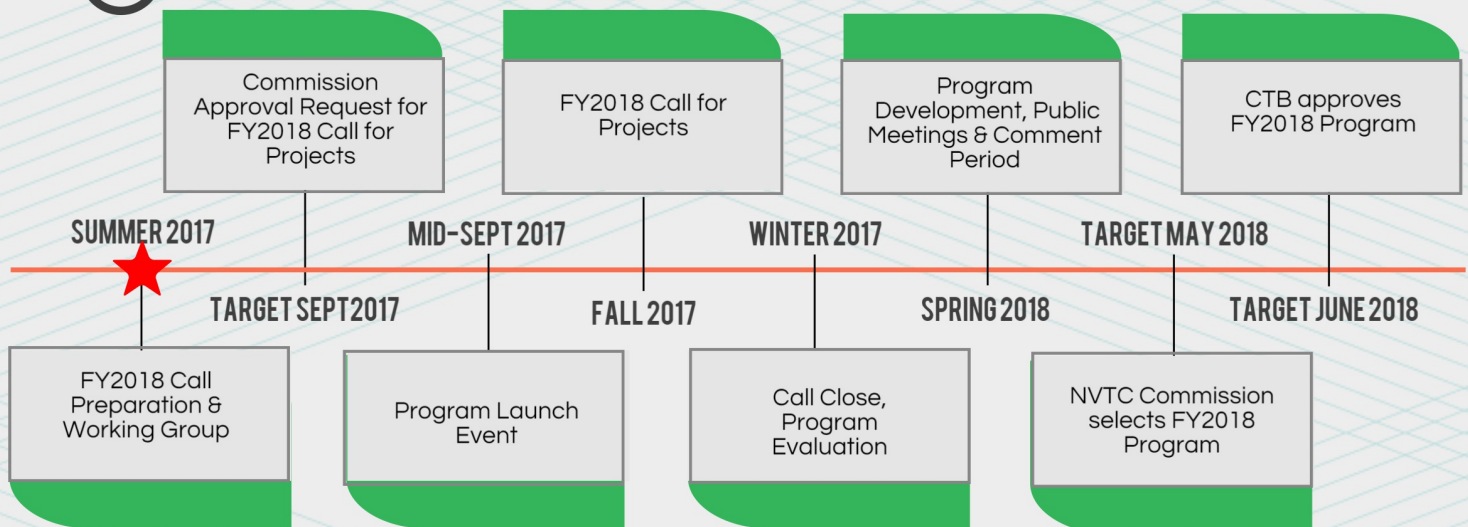 Commission
Approval Request for
FY2018 Call for
Projects
FY2018 Call for
Projects
Program
Development, Public
Meetings & Comment
Period
CTB approves
FY2018 Program
SUMMER 2017
MID-SEPT 2017
WINTER 2017
TARGET MAY 2018
TARGET SEPT2017
FALL 2017
SPRING 2018
TARGET JUNE 2018
FY2018 Call
Preparation &
Working Group
Program Launch
Event
Call Close,
Program
Evaluation
NVTC Commission
selects FY2018
Program